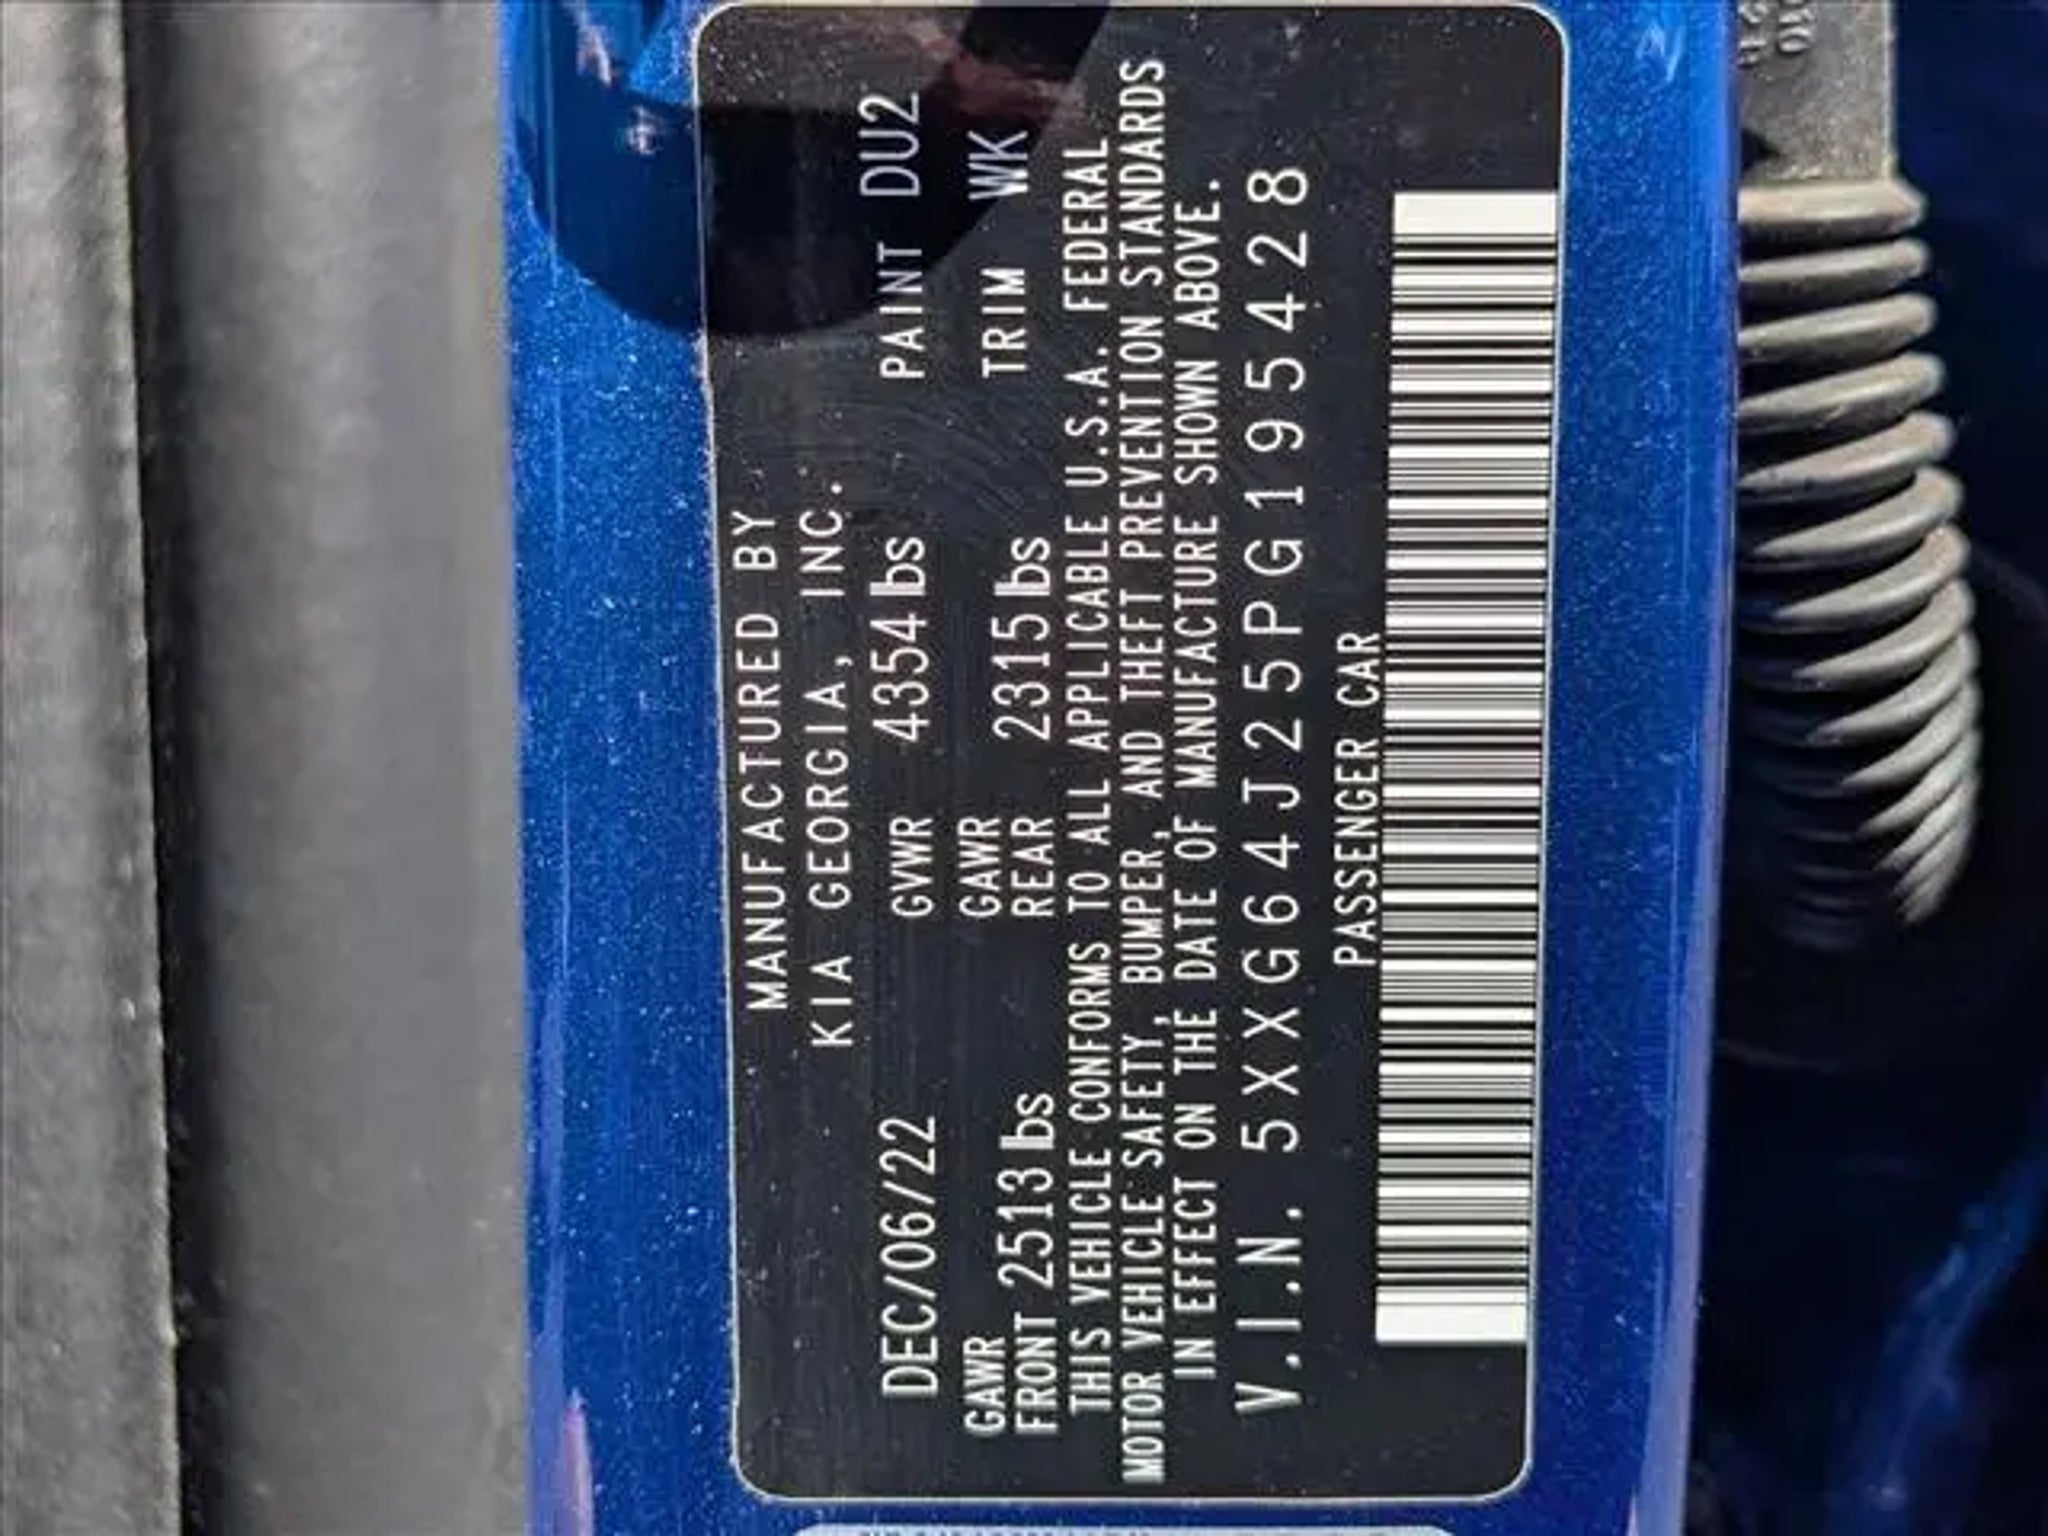 MANUFACTURED BY
KIA GEORGIA, INC.
DEC/06/22 GVWR 4354 lbs PAINT DU2
GAWR FRONT 2513 lbs GAWR REAR 2315 lbs TRIM WK
THIS VEHICLE CONFORMS TO ALL APPLICABLE U.S.A. FEDERAL
MOTOR VEHICLE SAFETY, BUMPER, AND THEFT PREVENTION STANDARDS
IN EFFECT ON THE DATE OF MANUFACTURE SHOWN ABOVE.
V.I.N. 5XXG64J25PG195428
PASSENGER CAR